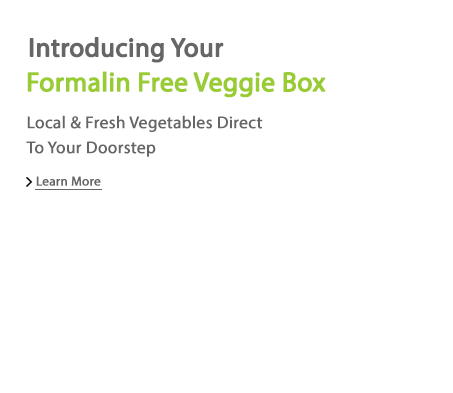 Introducing Your
Formalin Free Veggie Box
Local & Fresh Vegetables Direct
To Your Doorstep
Learn More